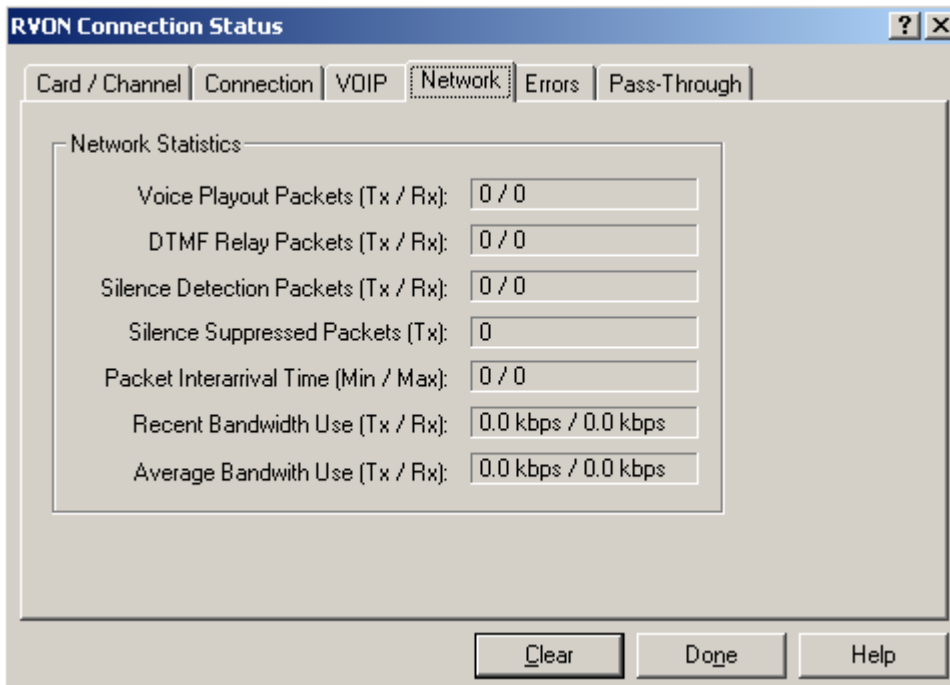 RVON Connection Status
Card / Channel Connection VOIP Network Errors Pass-Through
Network Statistics
Voice Playout Packets (Tx / Rx): 0 / 0
DTMF Relay Packets (Tx / Rx): 0 / 0
Silence Detection Packets (Tx / Rx): 0 / 0
Silence Suppressed Packets (Tx): 0
Packet Interarrival Time (Min / Max): 0 / 0
Recent Bandwidth Use (Tx / Rx): 0.0 kbps / 0.0 kbps
Average Bandwith Use (Tx / Rx): 0.0 kbps / 0.0 kbps
Clear Done Help